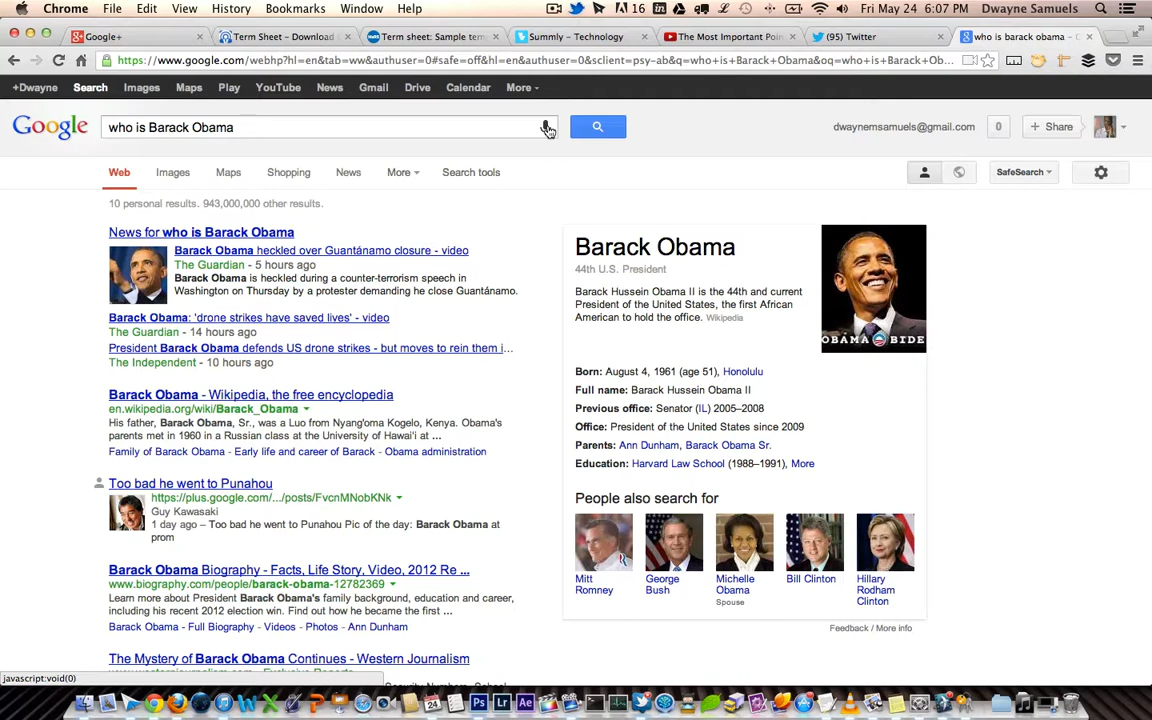 Chrome File Edit View History Bookmarks Window Help 16 Fri May 24 6:07 PM Dwayne Samuels
Google+ Term Sheet – Download Term sheet: Sample term Summly – Technology The Most Important Poin (95) Twitter who is barack obama –
https://www.google.com/webhp?hl=en&tab=ww&authuser=0#safe=off&hl=en&authuser=0&sclient=psy-ab&q=who+is+Barack+Obama&oq=who+is+Barack+Ob...
+Dwayne Search Images Maps Play YouTube News Gmail Drive Calendar More
Google who is Barack Obama dwaynemsamuels@gmail.com 0 + Share
Web Images Maps Shopping News More Search tools SafeSearch
10 personal results. 943,000,000 other results.
News for who is Barack Obama
Barack Obama heckled over Guantánamo closure - video
The Guardian - 5 hours ago
Barack Obama is heckled during a counter-terrorism speech in
Washington on Thursday by a protester demanding he close Guantánamo.
Barack Obama: 'drone strikes have saved lives' - video
The Guardian - 14 hours ago
President Barack Obama defends US drone strikes - but moves to rein them i...
The Independent - 10 hours ago
Barack Obama - Wikipedia, the free encyclopedia
en.wikipedia.org/wiki/Barack_Obama
His father, Barack Obama, Sr., was a Luo from Nyang'oma Kogelo, Kenya. Obama's
parents met in 1960 in a Russian class at the University of Hawai'i at ...
Family of Barack Obama - Early life and career of Barack - Obama administration
Too bad he went to Punahou
https://plus.google.com/.../posts/FvcnMNobKNk
Guy Kawasaki
1 day ago – Too bad he went to Punahou Pic of the day: Barack Obama at
prom
Barack Obama Biography - Facts, Life Story, Video, 2012 Re ...
www.biography.com/people/barack-obama-12782369
Learn more about President Barack Obama's family background, education and career,
including his recent 2012 election win. Find out how he became the first ...
Barack Obama - Full Biography - Videos - Photos - Ann Dunham
The Mystery of Barack Obama Continues - Western Journalism
Barack Obama
44th U.S. President
Barack Hussein Obama II is the 44th and current
President of the United States, the first African
American to hold the office. Wikipedia
OBAMA BIDE
Born: August 4, 1961 (age 51), Honolulu
Full name: Barack Hussein Obama II
Previous office: Senator (IL) 2005–2008
Office: President of the United States since 2009
Parents: Ann Dunham, Barack Obama Sr.
Education: Harvard Law School (1988–1991), More
People also search for
Mitt
Romney
George
Bush
Michelle
Obama
Spouse
Bill Clinton
Hillary
Rodham
Clinton
Feedback / More info
javascript:void(0)
24 Ps Lr Ae